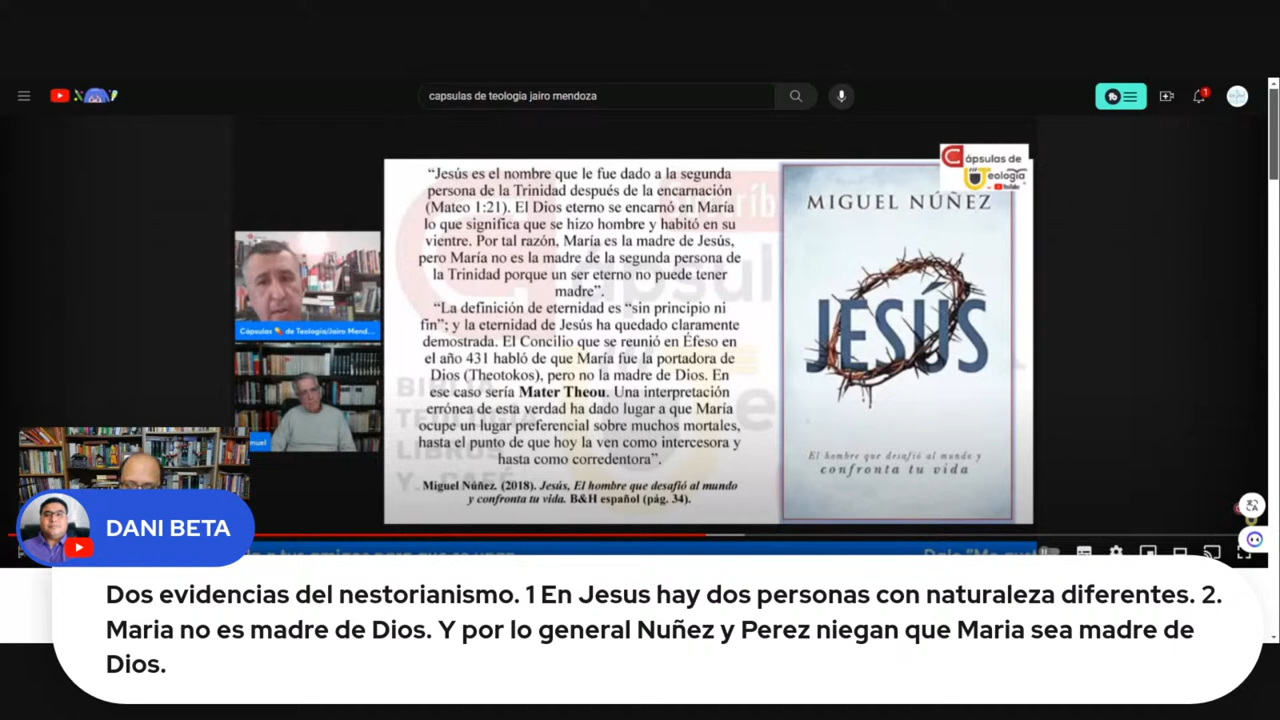 capsulas de teologia jairo mendoza
1
Cápsulas de
Teología
YouTube
“Jesús es el nombre que le fue dado a la segunda
persona de la Trinidad después de la encarnación
(Mateo 1:21). El Dios eterno se encarnó en María
lo que significa que se hizo hombre y habitó en su
vientre. Por tal razón, María es la madre de Jesús,
pero María no es la madre de la segunda persona de
la Trinidad porque un ser eterno no puede tener
madre”.
“La definición de eternidad es “sin principio ni
fin”; y la eternidad de Jesús ha quedado claramente
demostrada. El Concilio que se reunió en Éfeso en
el año 431 habló de que María fue la portadora de
Dios (Theotokos), pero no la madre de Dios. En
ese caso sería Mater Theou. Una interpretación
errónea de esta verdad ha dado lugar a que María
ocupe un lugar preferencial sobre muchos mortales,
hasta el punto de que hoy la ven como intercesora y
hasta como corredentora”.
Miguel Núñez. (2018). Jesús, El hombre que desafió al mundo
y confronta tu vida. B&H español (pág. 34).
MIGUEL NÚÑEZ
JESÚS
El hombre que desafió al mundo y
confronta tu vida
Cápsulas de Teología/Jairo Mend...
muel
BIBLIA
TEOLOGÍA
LIBROS
DANI BETA
Dos evidencias del nestorianismo. 1 En Jesus hay dos personas con naturaleza diferentes. 2.
Maria no es madre de Dios. Y por lo general Nuñez y Perez niegan que Maria sea madre de
Dios.